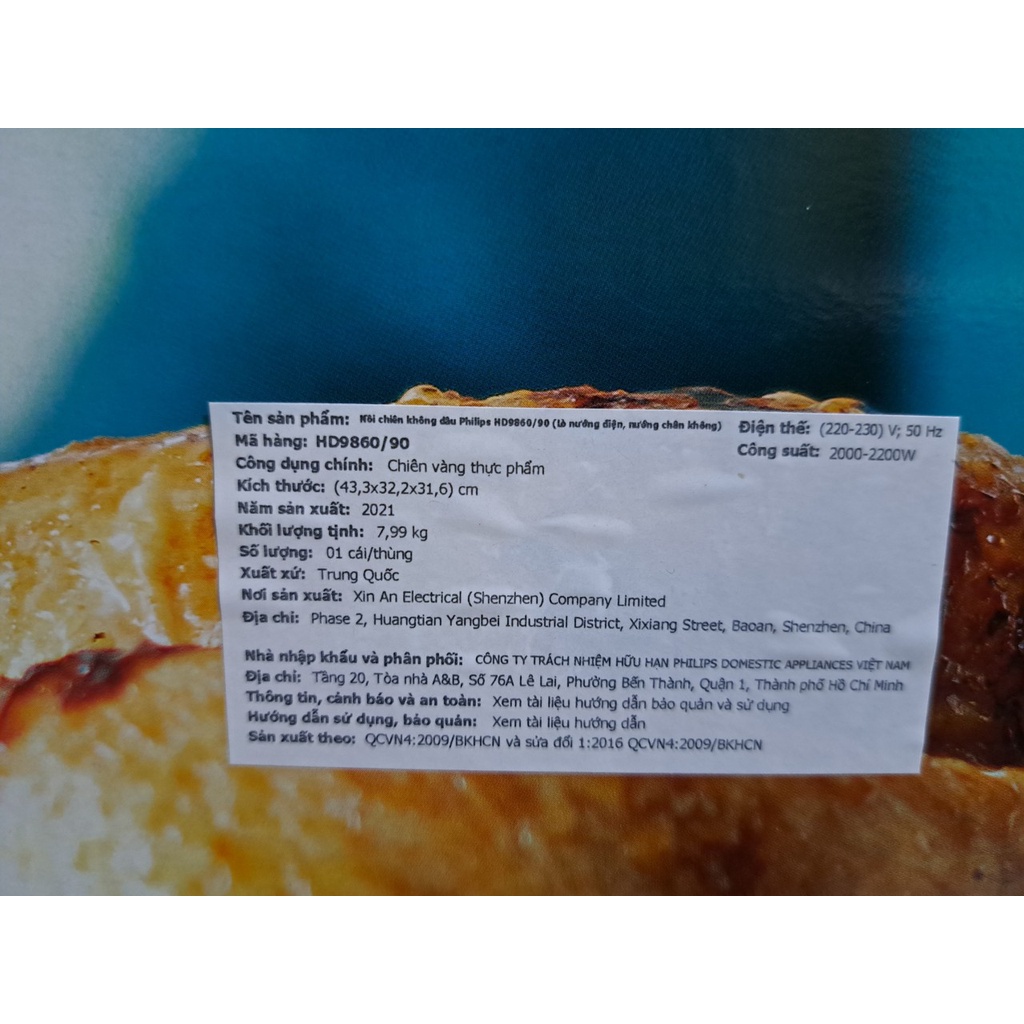 Tên sản phẩm: Nồi chiên không dầu Philips HD9860/90 (lò nướng điện, nướng chân không) Điện thế: (220-230) V; 50 Hz
Mã hàng: HD9860/90 Công suất: 2000-2200W
Công dụng chính: Chiên vàng thực phẩm
Kích thước: (43,3x32,2x31,6) cm
Năm sản xuất: 2021
Khối lượng tịnh: 7,99 kg
Số lượng: 01 cái/thùng
Xuất xứ: Trung Quốc
Nơi sản xuất: Xin An Electrical (Shenzhen) Company Limited
Địa chỉ: Phase 2, Huangtian Yangbei Industrial District, Xixiang Street, Baoan, Shenzhen, China
Nhà nhập khẩu và phân phối: CÔNG TY TRÁCH NHIỆM HỮU HẠN PHILIPS DOMESTIC APPLIANCES VIỆT NAM
Địa chỉ: Tầng 20, Tòa nhà A&B, Số 76A Lê Lai, Phường Bến Thành, Quận 1, Thành phố Hồ Chí Minh
Thông tin, cảnh báo và an toàn: Xem tài liệu hướng dẫn bảo quản và sử dụng
Hướng dẫn sử dụng, bảo quản: Xem tài liệu hướng dẫn
Sản xuất theo: QCVN4:2009/BKHCN và sửa đổi 1:2016 QCVN4:2009/BKHCN